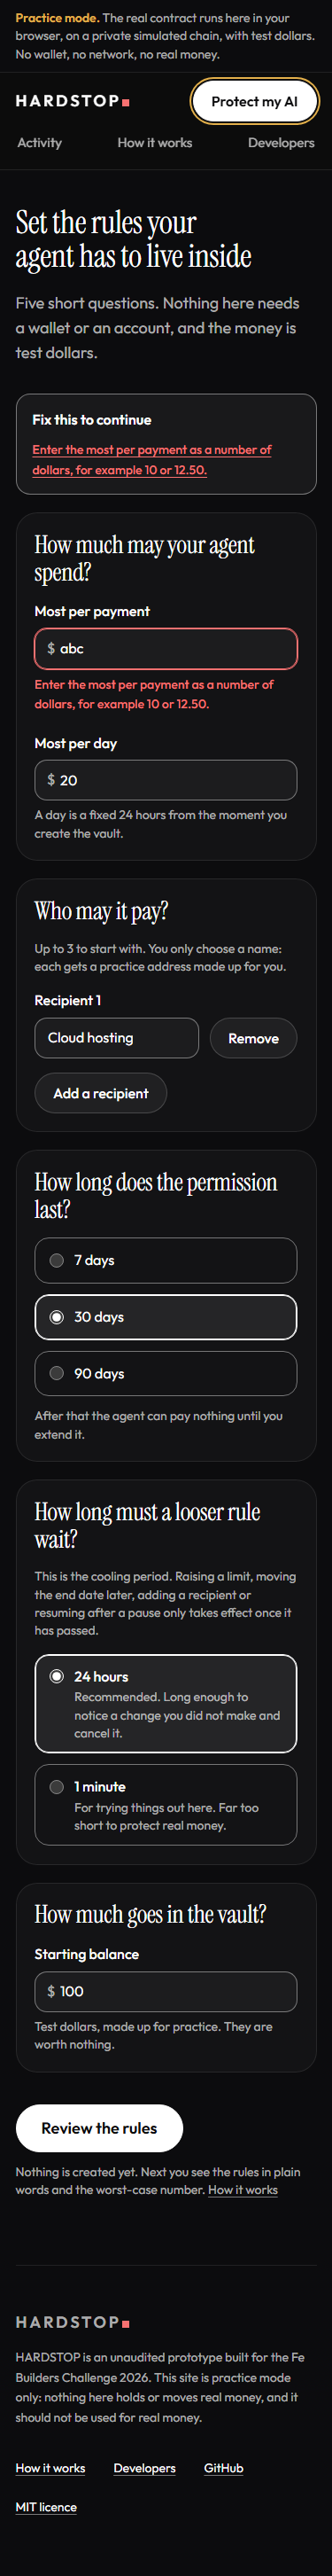 Practice mode. The real contract runs here in your
browser, on a private simulated chain, with test dollars.
No wallet, no network, no real money.
HARDSTOP
Protect my AI
Activity
How it works
Developers
Set the rules your
agent has to live inside
Five short questions. Nothing here needs
a wallet or an account, and the money is
test dollars.
Fix this to continue
Enter the most per payment as a number of
dollars, for example 10 or 12.50.
How much may your agent
spend?
Most per payment
$ abc
Enter the most per payment as a number of
dollars, for example 10 or 12.50.
Most per day
$ 20
A day is a fixed 24 hours from the moment you
create the vault.
Who may it pay?
Up to 3 to start with. You only choose a name:
each gets a practice address made up for you.
Recipient 1
Cloud hosting
Remove
Add a recipient
How long does the permission
last?
7 days
30 days
90 days
After that the agent can pay nothing until you
extend it.
How long must a looser rule
wait?
This is the cooling period. Raising a limit, moving
the end date later, adding a recipient or
resuming after a pause only takes effect once it
has passed.
24 hours
Recommended. Long enough to
notice a change you did not make and
cancel it.
1 minute
For trying things out here. Far too
short to protect real money.
How much goes in the vault?
Starting balance
$ 100
Test dollars, made up for practice. They are
worth nothing.
Review the rules
Nothing is created yet. Next you see the rules in plain
words and the worst-case number. How it works
HARDSTOP
HARDSTOP is an unaudited prototype built for the Fe
Builders Challenge 2026. This site is practice mode
only: nothing here holds or moves real money, and it
should not be used for real money.
How it works
Developers
GitHub
MIT licence